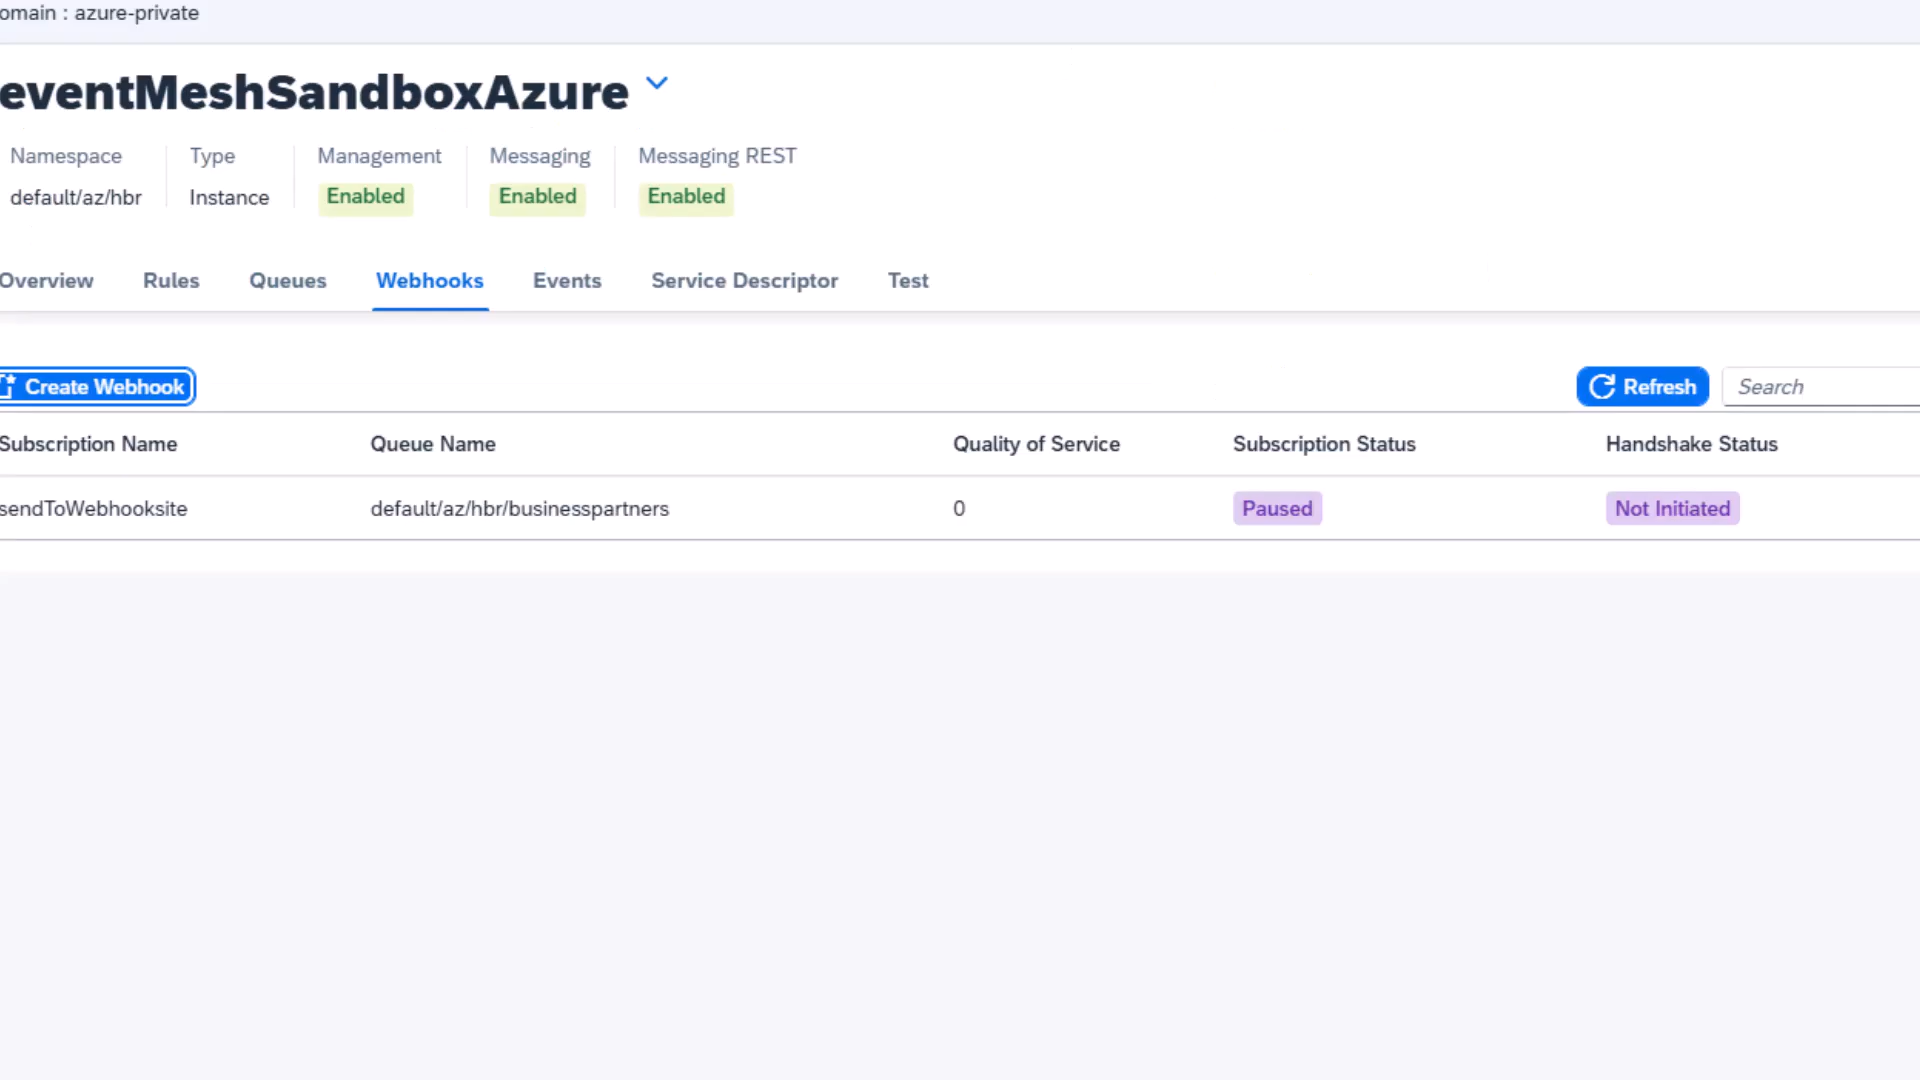 omain : azure-private
eventMeshSandboxAzure
Namespace Type Management Messaging Messaging REST
default/az/hbr Instance Enabled Enabled Enabled
Overview Rules Queues Webhooks Events Service Descriptor Test
Create Webhook Refresh Search
Subscription Name Queue Name Quality of Service Subscription Status Handshake Status
sendToWebhooksite default/az/hbr/businesspartners 0 Paused Not Initiated